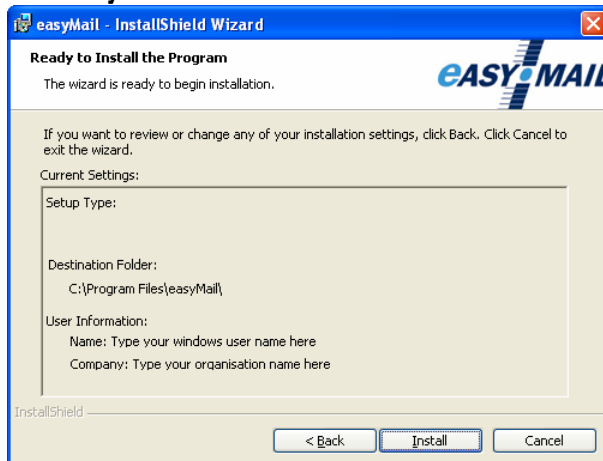 easyMail - InstallShield Wizard
Ready to Install the Program
The wizard is ready to begin installation.
eASY MAIL
If you want to review or change any of your installation settings, click Back. Click Cancel to
exit the wizard.
Current Settings:
Setup Type:
Destination Folder:
C:\Program Files\easyMail\
User Information:
Name: Type your windows user name here
Company: Type your organisation name here
InstallShield
< Back
Install
Cancel